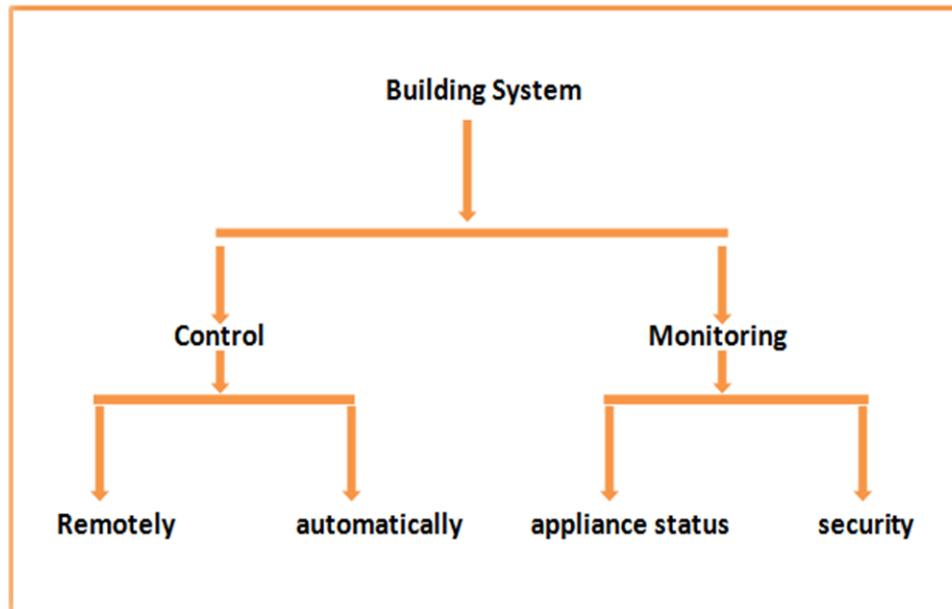 Building System
Control
Monitoring
Remotely
automatically
appliance status
security